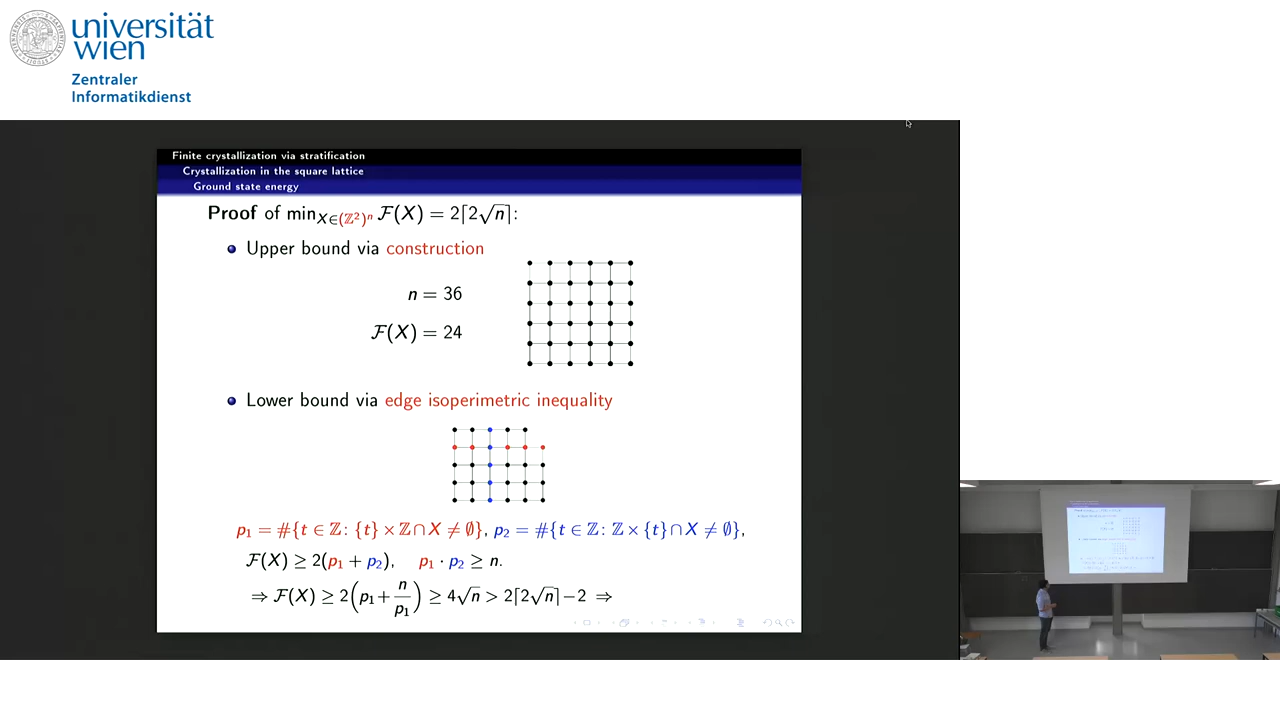 universität
wien
Zentraler
Informatikdienst
Finite crystallization via stratification
Crystallization in the square lattice
Ground state energy
Proof of min_{X∈(ℤ²)ⁿ} ℱ(X) = 2⌈2√n⌉:
Upper bound via construction
n = 36
ℱ(X) = 24
Lower bound via edge isoperimetric inequality
p₁ = #{t ∈ ℤ: {t} × ℤ ∩ X ≠ ∅}, p₂ = #{t ∈ ℤ: ℤ × {t} ∩ X ≠ ∅},
ℱ(X) ≥ 2(p₁ + p₂), p₁ · p₂ ≥ n.
⇒ ℱ(X) ≥ 2(p₁ + n/p₁) ≥ 4√n > 2⌈2√n⌉ − 2 ⇒